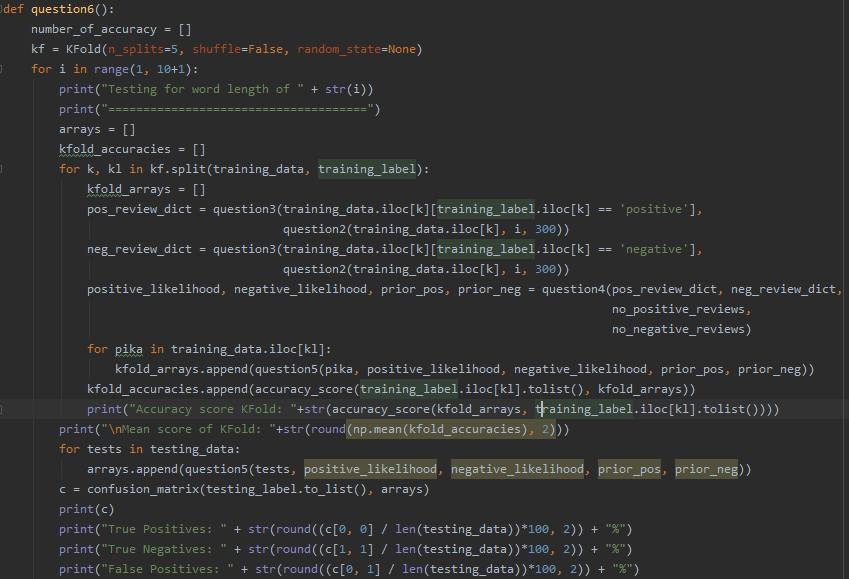 def question6():
    number_of_accuracy = []
    kf = KFold(n_splits=5, shuffle=False, random_state=None)
    for i in range(1, 10+1):
        print("Testing for word length of " + str(i))
        print("=====================================")
        arrays = []
        kfold_accuracies = []
        for k, kl in kf.split(training_data, training_label):
            kfold_arrays = []
            pos_review_dict = question3(training_data.iloc[k][training_label.iloc[k] == 'positive'],
                                        question2(training_data.iloc[k], i, 300))
            neg_review_dict = question3(training_data.iloc[k][training_label.iloc[k] == 'negative'],
                                        question2(training_data.iloc[k], i, 300))
            positive_likelihood, negative_likelihood, prior_pos, prior_neg = question4(pos_review_dict, neg_review_dict,
                                                                                       no_positive_reviews,
                                                                                       no_negative_reviews)
            for pika in training_data.iloc[kl]:
                kfold_arrays.append(question5(pika, positive_likelihood, negative_likelihood, prior_pos, prior_neg))
            kfold_accuracies.append(accuracy_score(training_label.iloc[kl].tolist(), kfold_arrays))
            print("Accuracy score KFold: "+str(accuracy_score(kfold_arrays, training_label.iloc[kl].tolist())))
        print("\nMean score of KFold: "+str(round(np.mean(kfold_accuracies), 2)))
        for tests in testing_data:
            arrays.append(question5(tests, positive_likelihood, negative_likelihood, prior_pos, prior_neg))
        c = confusion_matrix(testing_label.to_list(), arrays)
        print(c)
        print("True Positives: " + str(round((c[0, 0] / len(testing_data))*100, 2)) + "%")
        print("True Negatives: " + str(round((c[1, 1] / len(testing_data))*100, 2)) + "%")
        print("False Positives: " + str(round((c[0, 1] / len(testing_data))*100, 2)) + "%")